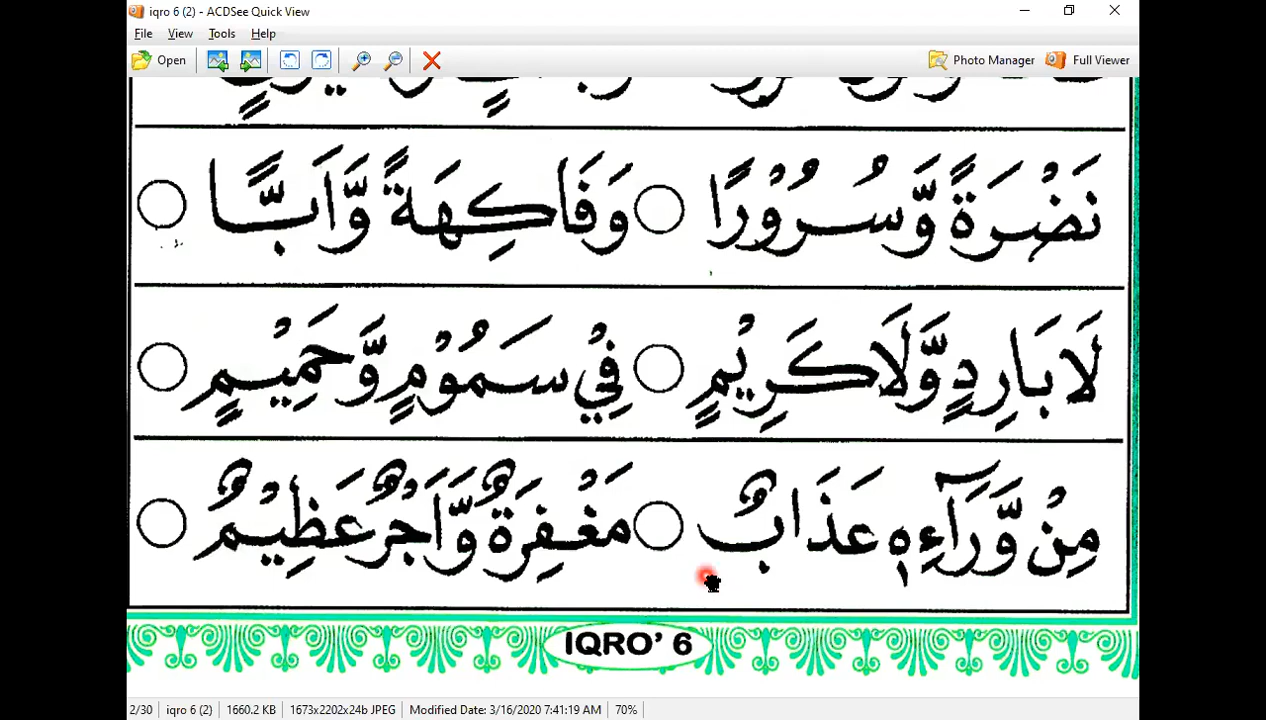 iqro 6 (2) - ACDSee Quick View
File View Tools Help
Open Photo Manager Full Viewer
نَضْرَةً وَّسُرُوْرًا ○ وَفَاكِهَةً وَّاَبًّا ○
لَا بَارِدٍ وَّلَا كَرِيْمٍ ○ فِيْ سَمُوْمٍ وَّحَمِيْمٍ ○
مِنْ وَّرَآءِهٖ عَذَابٌ ○ مَغْفِرَةٌ وَّاَجْرٌ عَظِيْمٌ ○
IQRO' 6
2/30 iqro 6 (2) 1660.2 KB 1673x2202x24b JPEG Modified Date: 3/16/2020 7:41:19 AM 70%